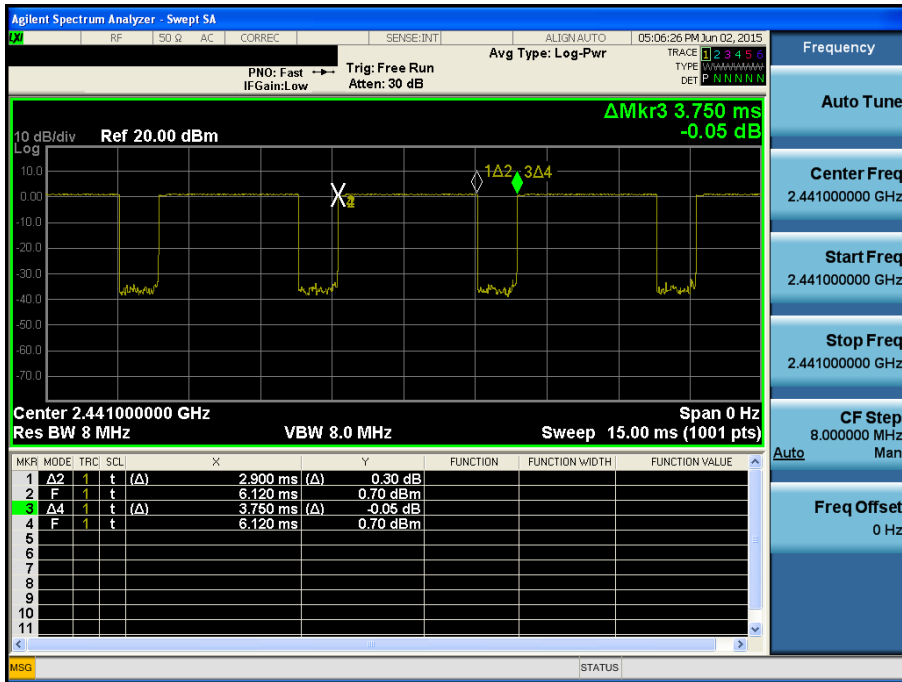 Agilent Spectrum Analyzer - Swept SA
LXI RF 50 Ω AC CORREC SENSE:INT ALIGN AUTO 05:06:26 PM Jun 02, 2015
Avg Type: Log-Pwr TRACE 1 2 3 4 5 6
PNO: Fast Trig: Free Run TYPE WWWWWW
IFGain:Low Atten: 30 dB DET P N N N N N
ΔMkr3 3.750 ms
10 dB/div Ref 20.00 dBm -0.05 dB
Log
10.0
0.00
-10.0
-20.0
-30.0
-40.0
-50.0
-60.0
-70.0
1Δ2 3Δ4
X
Center 2.441000000 GHz Span 0 Hz
Res BW 8 MHz VBW 8.0 MHz Sweep 15.00 ms (1001 pts)
MKR MODE TRC SCL X Y FUNCTION FUNCTION WIDTH FUNCTION VALUE
1 Δ2 1 t (Δ) 2.900 ms (Δ) 0.30 dB
2 F 1 t 6.120 ms 0.70 dBm
3 Δ4 1 t (Δ) 3.750 ms (Δ) -0.05 dB
4 F 1 t 6.120 ms 0.70 dBm
5
6
7
8
9
10
11
MSG STATUS
Frequency
Auto Tune
Center Freq
2.441000000 GHz
Start Freq
2.441000000 GHz
Stop Freq
2.441000000 GHz
CF Step
8.000000 MHz
Auto Man
Freq Offset
0 Hz